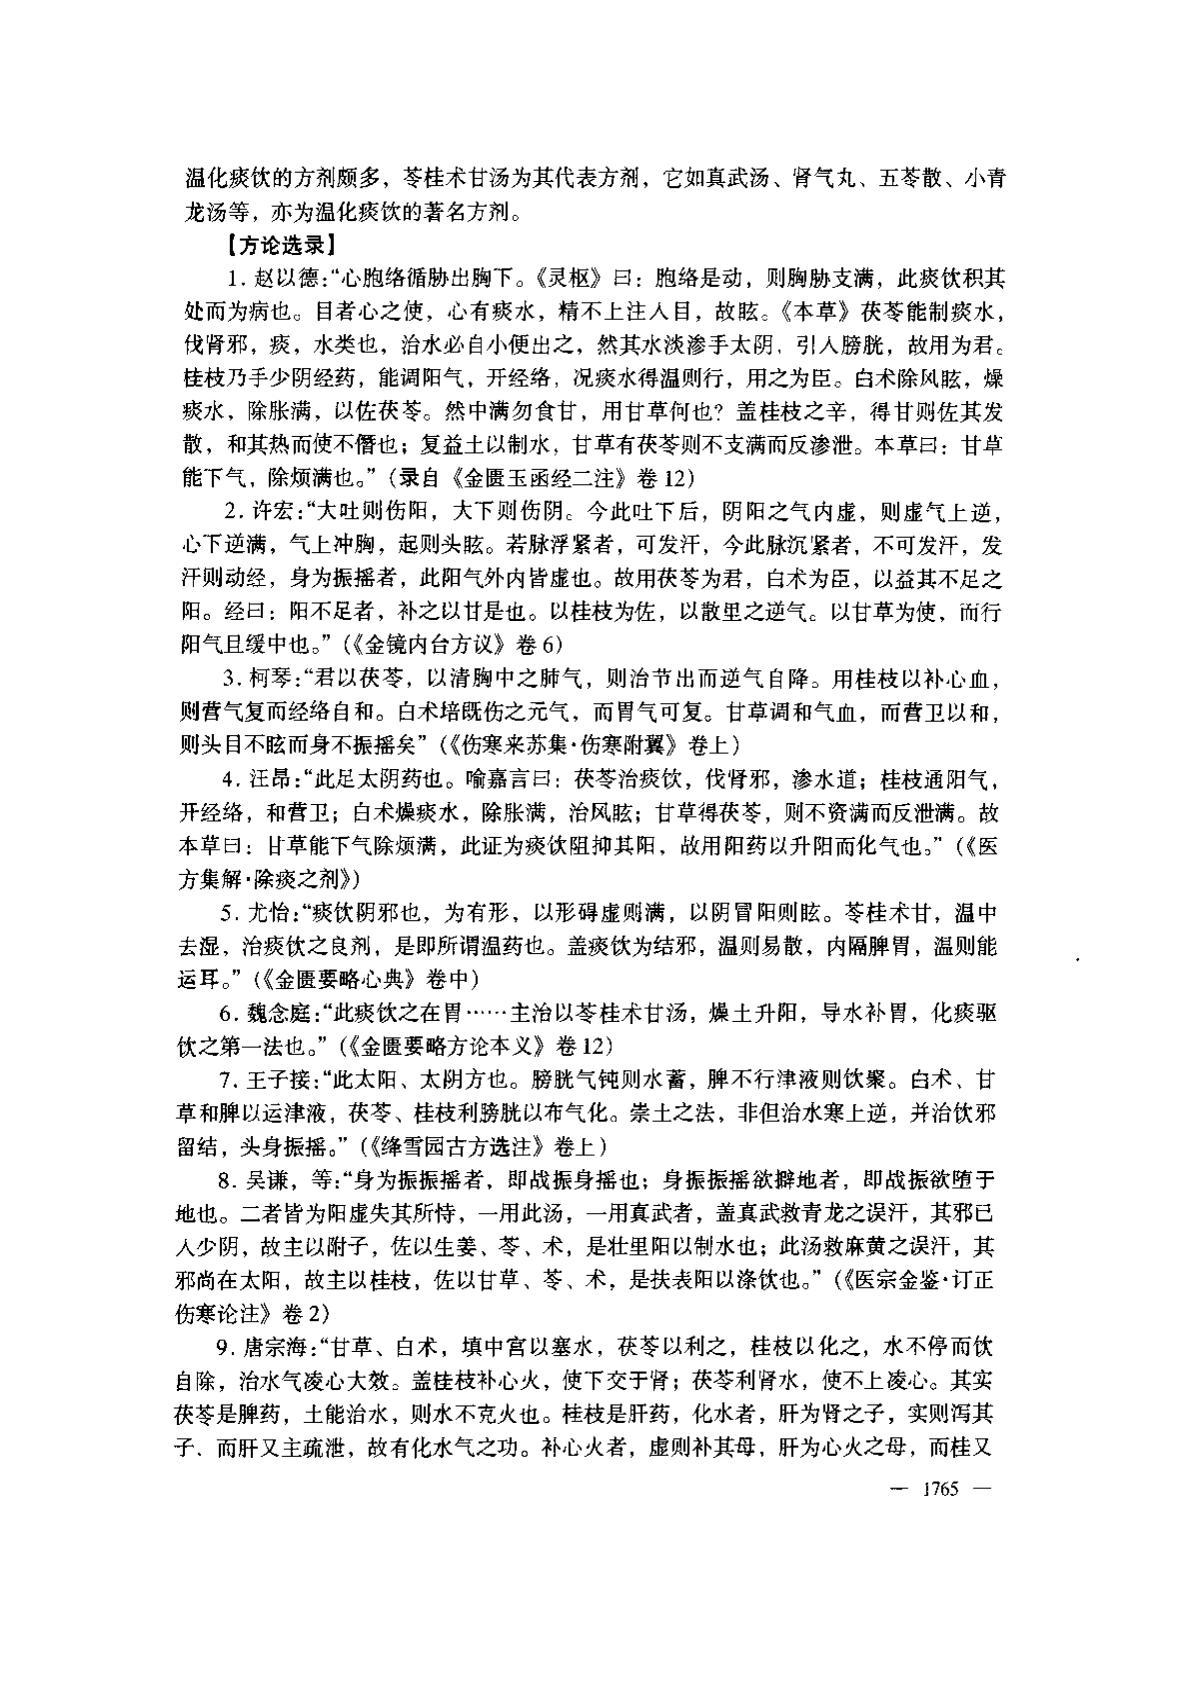 温化痰饮的方剂颇多，苓桂术甘汤为其代表方剂，它如真武汤、肾气丸、五苓散、小青
龙汤等，亦为温化痰饮的著名方剂。
【方论选录】
1. 赵以德：“心胞络循胁出胸下。《灵枢》曰：胞络是动，则胸胁支满，此痰饮积其
处而为病也。目者心之使，心有痰水，精不上注人目，故眩。《本草》茯苓能制痰水，
伐肾邪，痰，水类也，治水必自小便出之，然其水淡渗手太阴，引人膀胱，故用为君。
桂枝乃手少阴经药，能调阳气，开经络，况痰水得温则行，用之为臣。白术除风眩，燥
痰水，除胀满，以佐茯苓。然中满勿食甘，用甘草何也？盖桂枝之辛，得甘则佐其发
散，和其热而使不僭也；复益土以制水，甘草有茯苓则不支满而反渗泄。本草曰：甘草
能下气，除烦满也。”（录自《金匮玉函经二注》卷 12）
2. 许宏：“大吐则伤阳，大下则伤阴。今此吐下后，阴阳之气内虚，则虚气上逆，
心下逆满，气上冲胸，起则头眩。若脉浮紧者，可发汗，今此脉沉紧者，不可发汗，发
汗则动经，身为振摇者，此阳气外内皆虚也。故用茯苓为君，白术为臣，以益其不足之
阳。经曰：阳不足者，补之以甘是也。以桂枝为佐，以散里之逆气。以甘草为使，而行
阳气且缓中也。”（《金镜内台方议》卷 6）
3. 柯琴：“君以茯苓，以清胸中之肺气，则治节出而逆气自降。用桂枝以补心血，
则营气复而经络自和。白术培既伤之元气，而胃气可复。甘草调和气血，而营卫以和，
则头目不眩而身不振摇矣”（《伤寒来苏集·伤寒附翼》卷上）
4. 汪昂：“此足太阴药也。喻嘉言曰：茯苓治痰饮，伐肾邪，渗水道；桂枝通阳气，
开经络，和营卫；白术燥痰水，除胀满，治风眩；甘草得茯苓，则不资满而反泄满。故
本草曰：甘草能下气除烦满，此证为痰饮阻抑其阳，故用阳药以升阳而化气也。”（《医
方集解·除痰之剂》）
5. 尤怡：“痰饮阴邪也，为有形，以形碍虚则满，以阴冒阳则眩。苓桂术甘，温中
去湿，治痰饮之良剂，是即所谓温药也。盖痰饮为结邪，温则易散，内隔脾胃，温则能
运耳。”（《金匮要略心典》卷中）
6. 魏念庭：“此痰饮之在胃……主治以苓桂术甘汤，燥土升阳，导水补胃，化痰驱
饮之第一法也。”（《金匮要略方论本义》卷 12）
7. 王子接：“此太阳、太阴方也。膀胱气钝则水蓄，脾不行津液则饮聚。白术、甘
草和脾以运津液，茯苓、桂枝利膀胱以布气化。崇土之法，非但治水寒上逆，并治饮邪
留结，头身振摇。”（《绛雪园古方选注》卷上）
8. 吴谦，等：“身为振振摇者，即战振身摇也；身振振摇欲擗地者，即战振欲堕于
地也。二者皆为阳虚失其所恃，一用此汤，一用真武者，盖真武救青龙之误汗，其邪已
人少阴，故主以附子，佐以生姜、苓、术，是壮里阳以制水也；此汤救麻黄之误汗，其
邪尚在太阳，故主以桂枝，佐以甘草、苓、术，是扶表阳以涤饮也。”（《医宗金鉴·订正
伤寒论注》卷 2）
9. 唐宗海：“甘草、白术，填中宫以塞水，茯苓以利之，桂枝以化之，水不停而饮
自除，治水气凌心大效。盖桂枝补心火，使下交于肾；茯苓利肾水，使不上凌心。其实
茯苓是脾药，土能治水，则水不克火也。桂枝是肝药，化水者，肝为肾之子，实则泻其
子，而肝又主疏泄，故有化水气之功。补心火者，虚则补其母，肝为心火之母，而桂又
— 1765 —